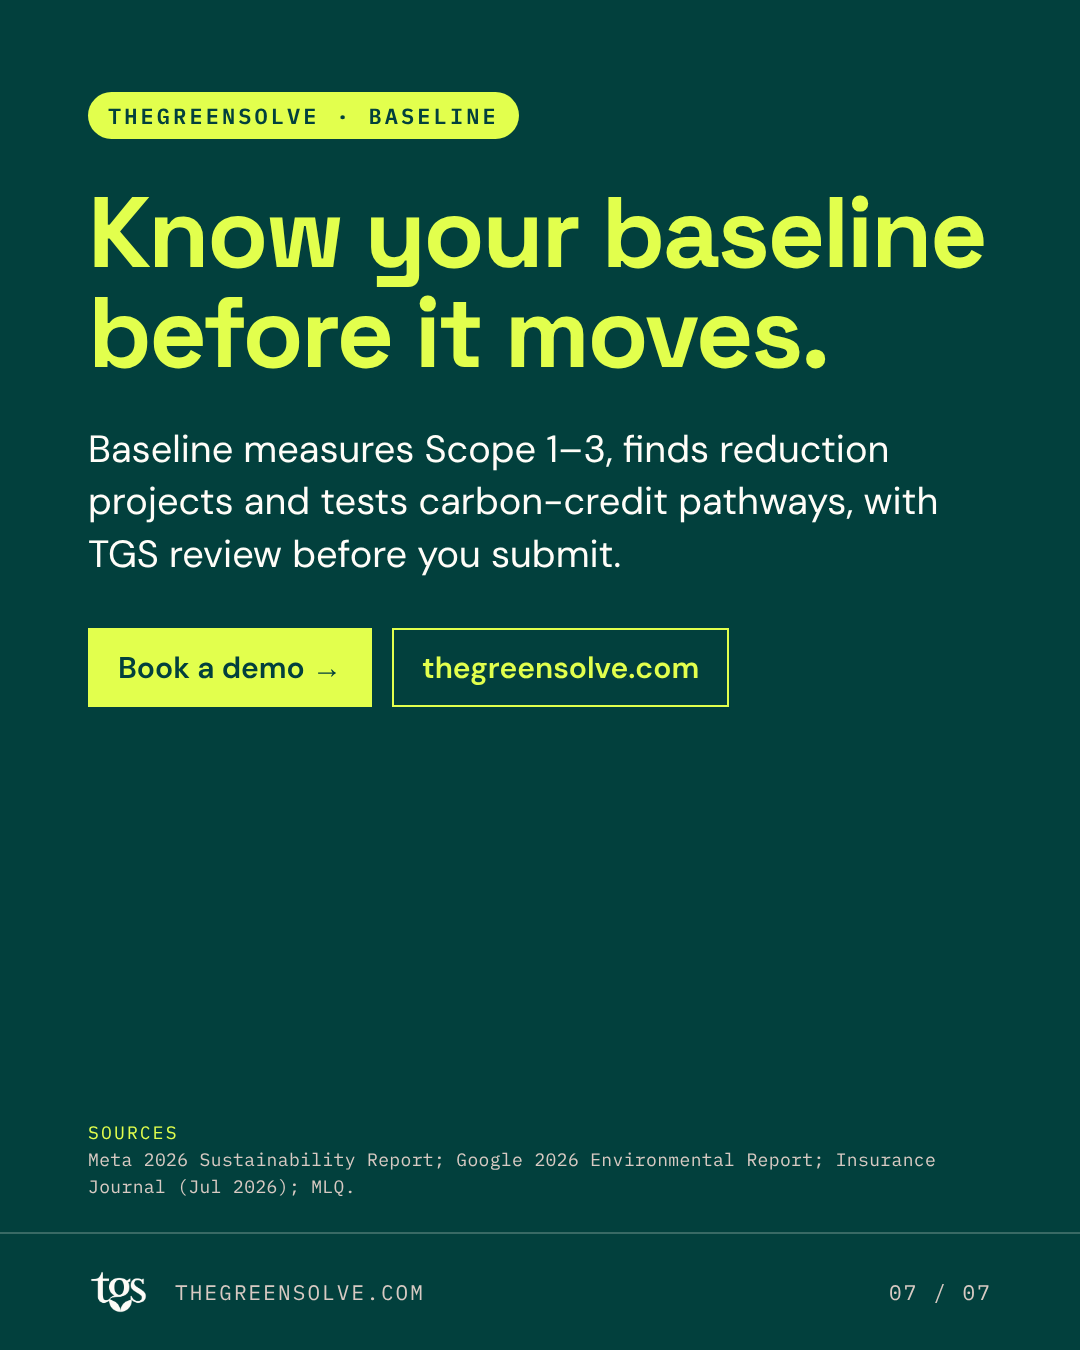 THEGREENSOLVE · BASELINE
Know your baseline
before it moves.
Baseline measures Scope 1–3, finds reduction
projects and tests carbon-credit pathways, with
TGS review before you submit.
Book a demo →
thegreensolve.com
SOURCES
Meta 2026 Sustainability Report; Google 2026 Environmental Report; Insurance
Journal (Jul 2026); MLQ.
tgs THEGREENSOLVE.COM 07 / 07